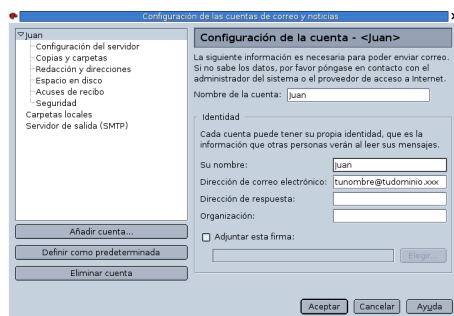 Configuración de las cuentas de correo y noticias
Juan
Configuración del servidor
Copias y carpetas
Redacción y direcciones
Espacio en disco
Acuses de recibo
Seguridad
Carpetas locales
Servidor de salida (SMTP)
Añadir cuenta...
Definir como predeterminada
Eliminar cuenta
Configuración de la cuenta - <Juan>
La siguiente información es necesaria para poder enviar correo.
Si no sabe los datos, por favor póngase en contacto con el
administrador del sistema o el proveedor de acceso a Internet.
Nombre de la cuenta: Juan
Identidad
Cada cuenta puede tener su propia identidad, que es la
información que otras personas verán al leer sus mensajes.
Su nombre: Juan
Dirección de correo electrónico: tunombre@tudominio.xxx
Dirección de respuesta:
Organización:
Adjuntar esta firma:
Elegir...
Aceptar Cancelar Ayuda